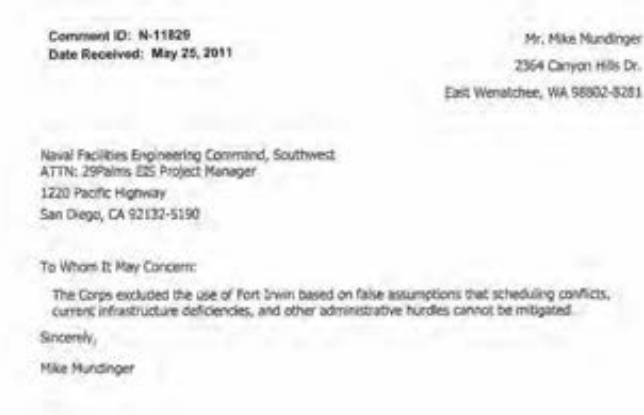 Comment ID: N-11829
Date Received: May 25, 2011
Mr. Mike Mundinger
2364 Canyon Hills Dr.
East Wenatchee, WA 98802-8281
Naval Facilities Engineering Command, Southwest
ATTN: 29Palms EIS Project Manager
1220 Pacific Highway
San Diego, CA 92132-5190
To Whom It May Concern:
The Corps excluded the use of Fort Irwin based on false assumptions that scheduling conflicts,
current infrastructure deficiencies, and other administrative hurdles cannot be mitigated.
Sincerely,
Mike Mundinger